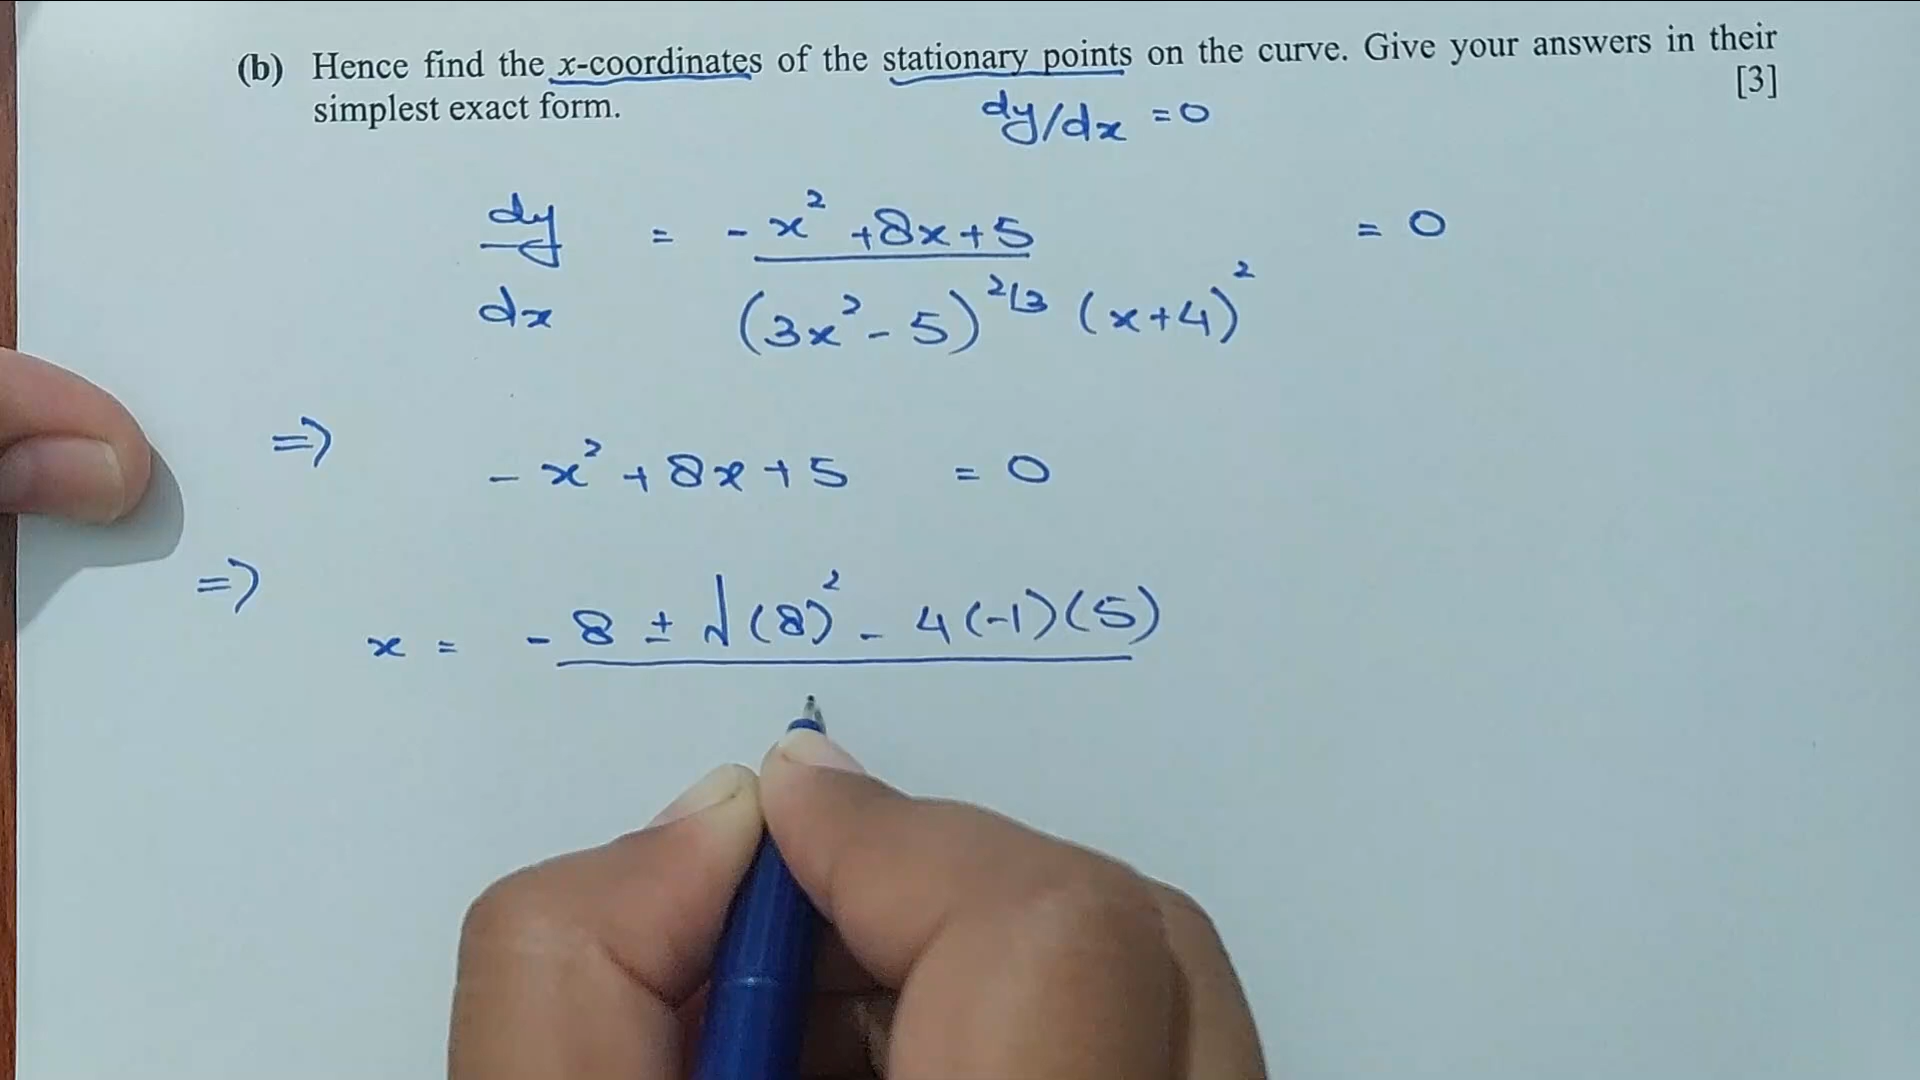 (b) Hence find the x-coordinates of the stationary points on the curve. Give your answers in their
simplest exact form. [3]
dy/dx = 0
dy/dx = -x² + 8x + 5 / (3x² - 5)^2/3 (x+4)² = 0
=> -x² + 8x + 5 = 0
=> x = -8 ± √(8)² - 4(-1)(5)